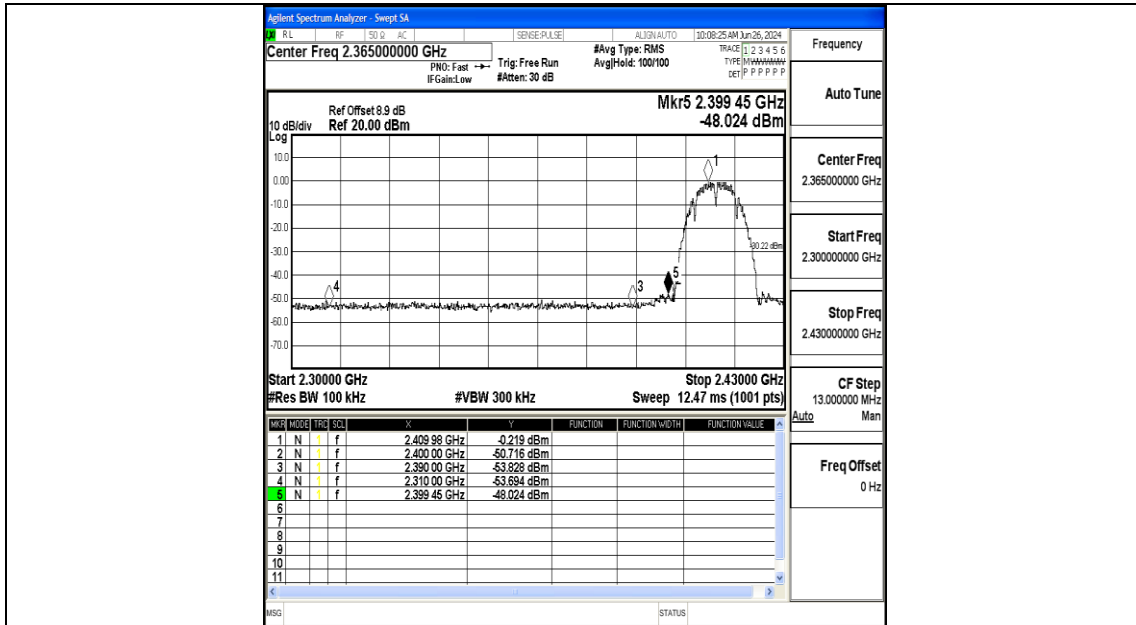 Agilent Spectrum Analyzer - Swept SA
RL RF 50 Ω AC SENSE:PULSE ALIGN AUTO 10:08:25 AM Jun 26, 2024
Center Freq 2.365000000 GHz
PNO: Fast
IFGain:Low
Trig: Free Run
#Atten: 30 dB
#Avg Type: RMS
Avg|Hold: 100/100
TRACE 1 2 3 4 5 6
TYPE MWWWWW
DET P P P P P P
Frequency
Auto Tune
Center Freq
2.365000000 GHz
Start Freq
2.300000000 GHz
Stop Freq
2.430000000 GHz
CF Step
13.000000 MHz
Auto Man
Freq Offset
0 Hz
Mkr5 2.399 45 GHz
-48.024 dBm
Ref Offset 8.9 dB
Ref 20.00 dBm
10 dB/div
Log
10.0
0.00
-10.0
-20.0
-30.0
-40.0
-50.0
-60.0
-70.0
1
-30.22 dBm
4
3
5
Start 2.30000 GHz Stop 2.43000 GHz
#Res BW 100 kHz #VBW 300 kHz Sweep 12.47 ms (1001 pts)
MKR MODE TRC SCL X Y FUNCTION FUNCTION WIDTH FUNCTION VALUE
1 N 1 f 2.409 98 GHz -0.219 dBm
2 N 1 f 2.400 00 GHz -50.716 dBm
3 N 1 f 2.390 00 GHz -53.828 dBm
4 N 1 f 2.310 00 GHz -53.694 dBm
5 N 1 f 2.399 45 GHz -48.024 dBm
6
7
8
9
10
11
MSG STATUS